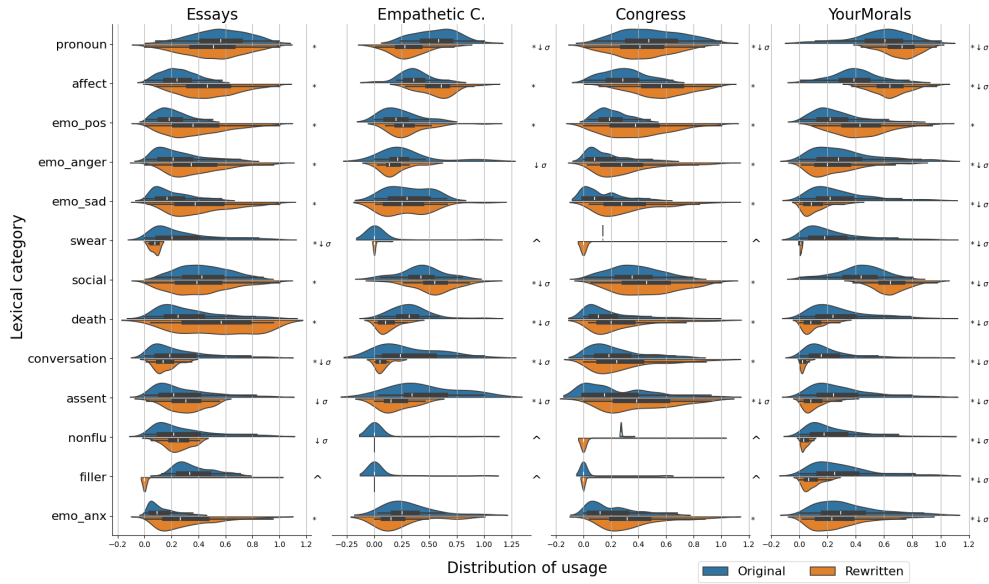 Essays Empathetic C. Congress YourMorals
pronoun * *↓σ *↓σ *↓σ
affect * * * *↓σ
emo_pos * * * *
emo_anger * ↓σ * *↓σ
emo_sad * * *↓σ
swear *↓σ ^ ^ *↓σ
social * *↓σ * *↓σ
death * *↓σ * *↓σ
conversation *↓σ *↓σ * *↓σ
assent ↓σ *↓σ *↓σ *↓σ
nonflu ↓σ ^ ^ *↓σ
filler ^ ^ ^ *↓σ
emo_anx * * *↓σ
Lexical category
−0.2 0.0 0.2 0.4 0.6 0.8 1.0 1.2 −0.25 0.00 0.25 0.50 0.75 1.00 1.25 −0.2 0.0 0.2 0.4 0.6 0.8 1.0 1.2 −0.2 0.0 0.2 0.4 0.6 0.8 1.0 1.2
Distribution of usage
Original Rewritten